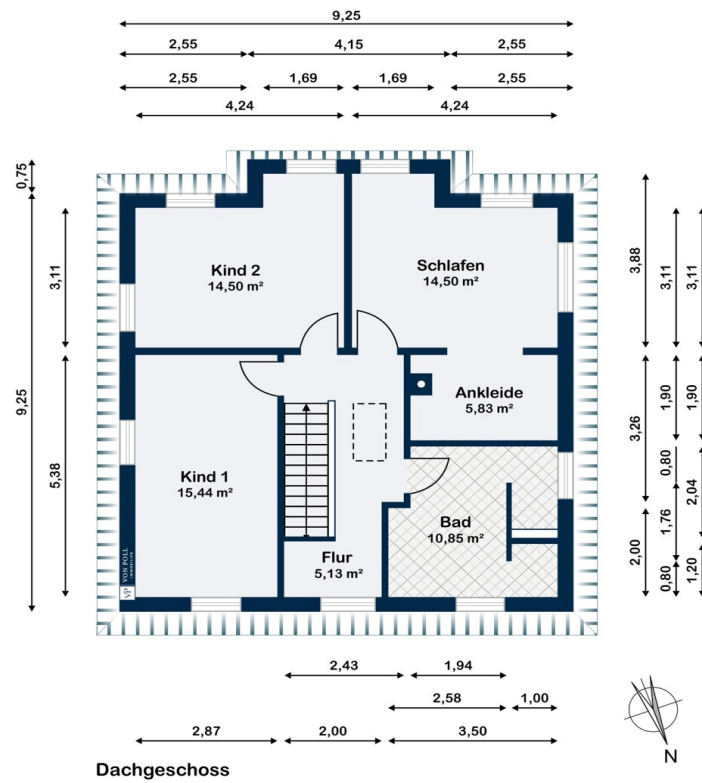 9,25
2,55 4,15 2,55
2,55 1,69 1,69 2,55
4,24 4,24
0,75
9,25
3,11
5,38
Kind 2
14,50 m²
Schlafen
14,50 m²
Ankleide
5,83 m²
Kind 1
15,44 m²
Bad
10,85 m²
Flur
5,13 m²
VP VON POLL
IMMOBILIEN
3,88 3,11 3,11
3,26 1,90 1,90
0,80 2,04
2,00 1,76
0,80 1,20
2,43 1,94
2,58 1,00
2,87 2,00 3,50
N
Dachgeschoss